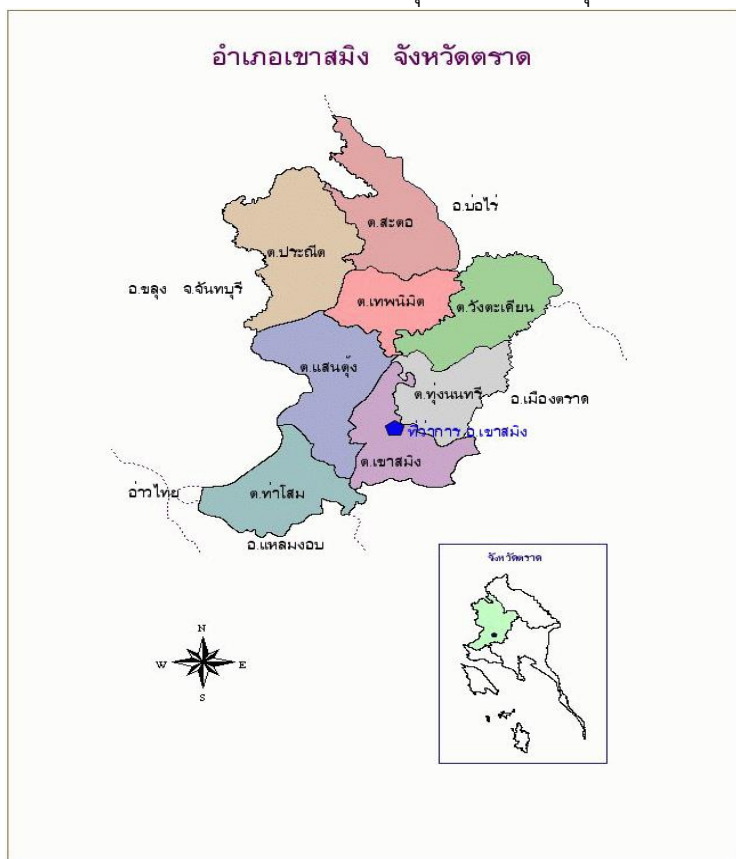 อำเภอเขาสมิง จังหวัดตราด
ต.สะตอ
อ.บ่อไร่
ต.ประณีต
อ.ขลุง จ.จันทบุรี
ต.เทพนิมิต
ต.วังตะเคียน
ต.แสนตุ้ง
ต.ทุ่งนนทรี
อ.เมืองตราด
ที่ว่าการ อ.เขาสมิง
ต.เขาสมิง
อ่าวไทย
ต.ท่าโสม
อ.แหลมงอบ
จังหวัดตราด
N
W E
S